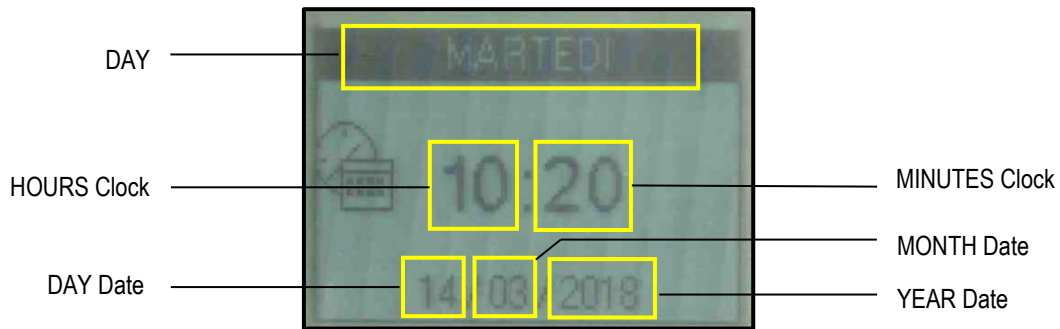 DAY
MARTEDI
HOURS Clock
10:20
MINUTES Clock
MONTH Date
DAY Date
14/03/2018
YEAR Date